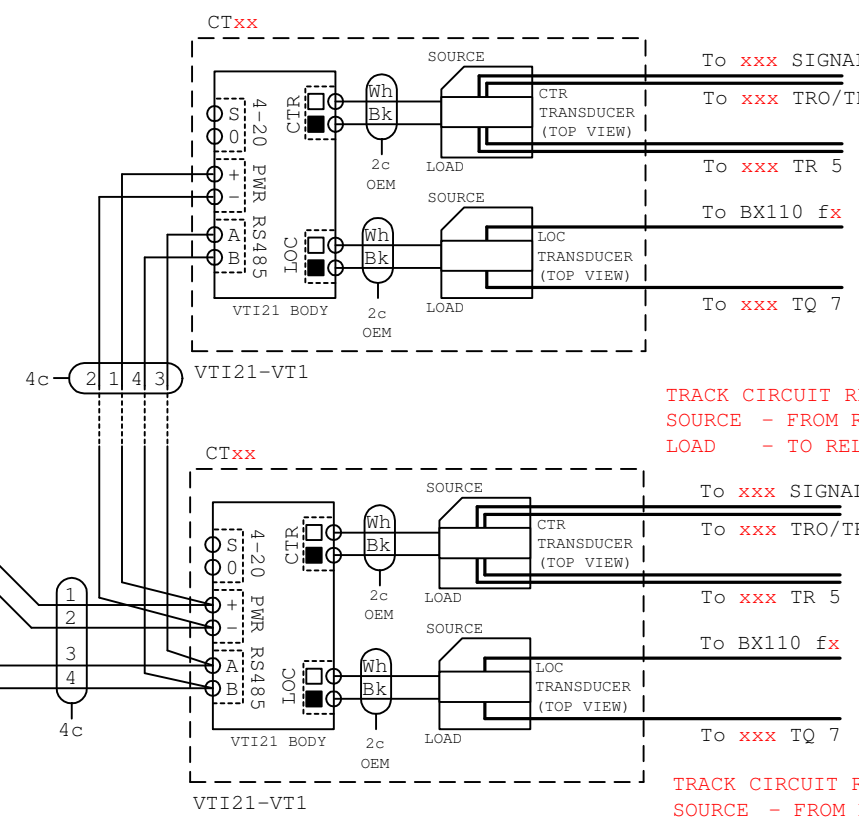 CTxx
SOURCE
To xxx SIGNAL
CTR
Wh
CTR
To xxx TRO/
S
4-20
Bk
TRANSDUCER
0
(TOP VIEW)
2c
LOAD
To xxx TR 5
+
PWR
OEM
-
SOURCE
To BX110 fx
A
RS485
LOC
Wh
LOC
B
Bk
TRANSDUCER
(TOP VIEW)
VTI21 BODY
2c
LOAD
To xxx TQ 7
OEM
4c
2 1 4 3
VTI21-VT1
TRACK CIRCUIT
SOURCE - FROM
LOAD - TO
CTxx
SOURCE
To xxx SIGNAL
CTR
Wh
CTR
To xxx TRO/
S
4-20
Bk
TRANSDUCER
0
(TOP VIEW)
1
2c
LOAD
To xxx TR 5
+
PWR
OEM
2
-
SOURCE
To BX110 fx
3
A
RS485
LOC
Wh
LOC
4
B
Bk
TRANSDUCER
(TOP VIEW)
4c
VTI21 BODY
2c
LOAD
To xxx TQ 7
OEM
VTI21-VT1
TRACK CIRCUIT
SOURCE - FROM